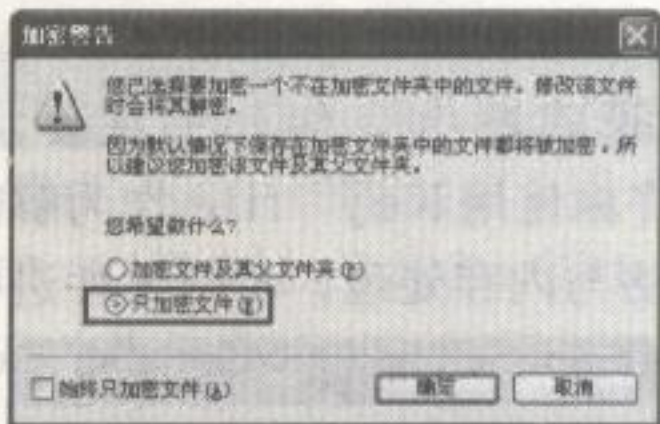 加密警告
您已选择要加密一个不在加密文件夹中的文件。修改该文件
时会将其解密。
因为默认情况下保存在加密文件夹中的文件都将被加密，所
以建议您加密该文件及其父文件夹。
您希望做什么?
加密文件及其父文件夹(P)
只加密文件(E)
始终只加密文件(A)
确定
取消